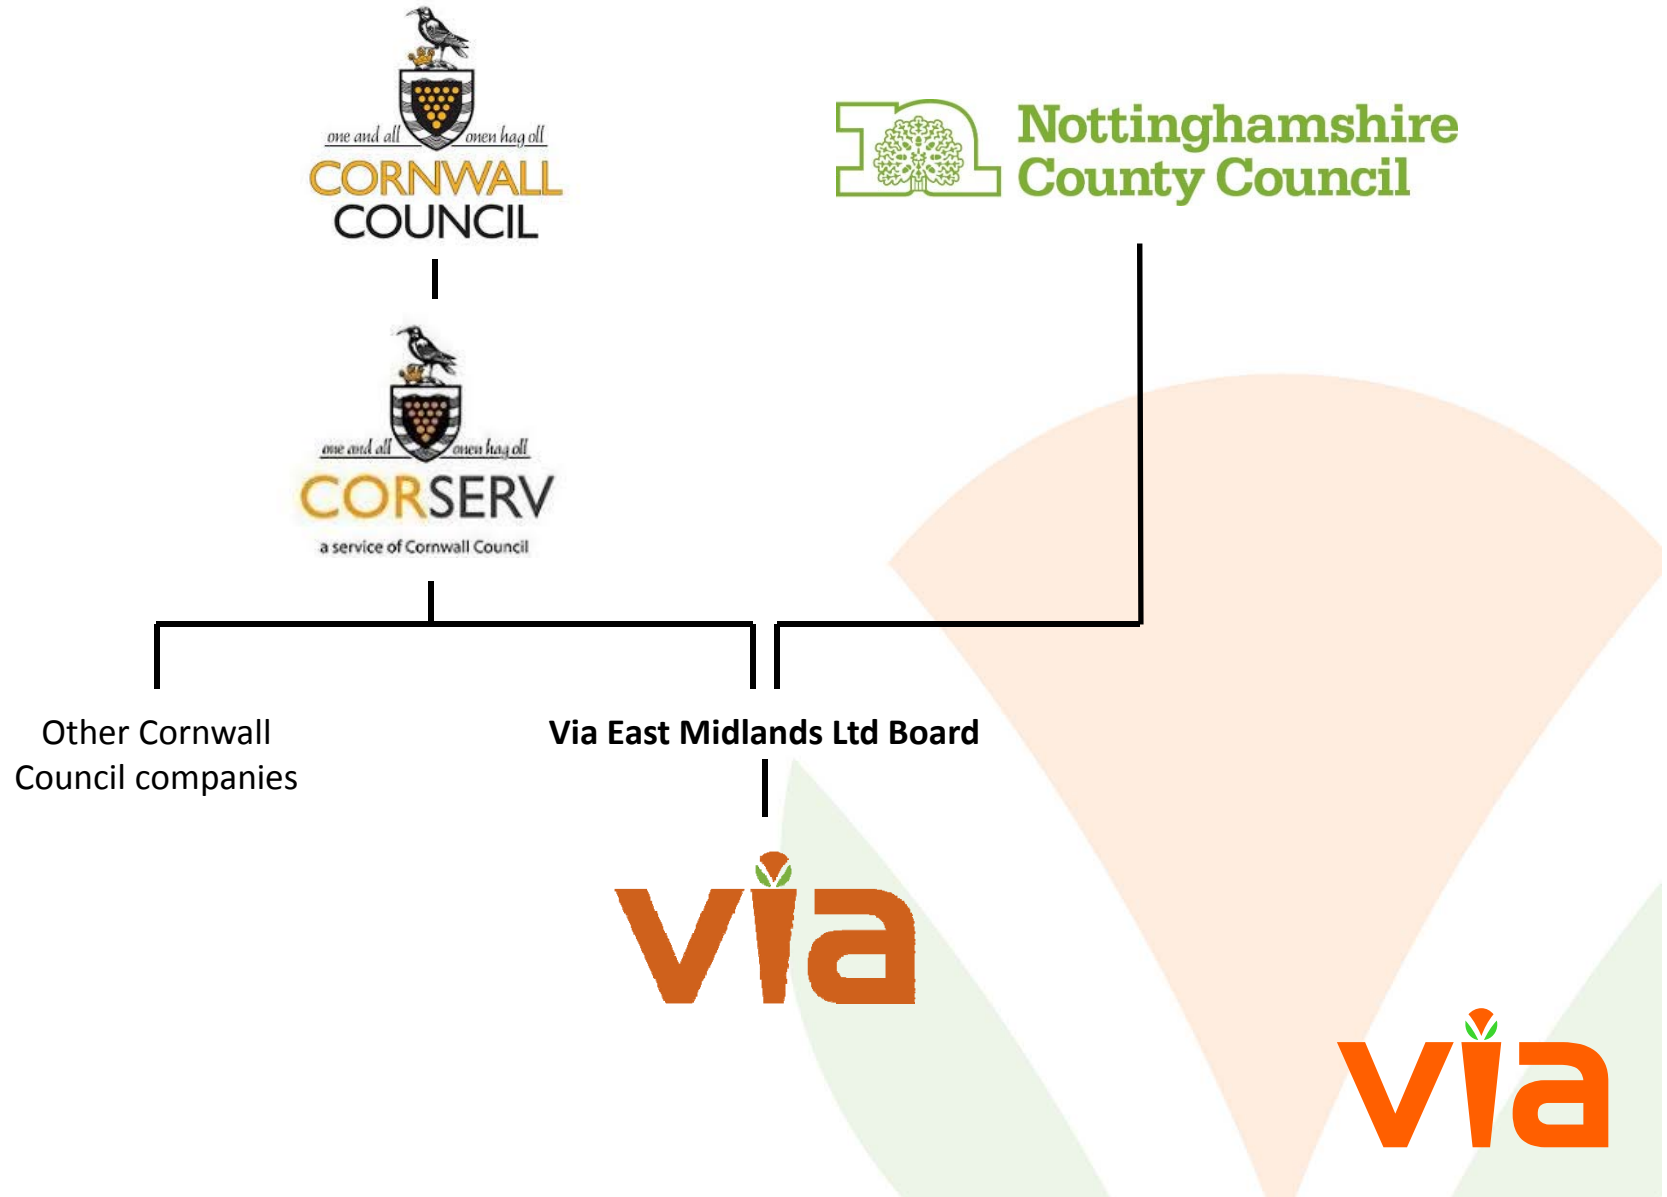 one and all onen hag oll
CORNWALL
COUNCIL
Nottinghamshire
County Council
one and all onen hag oll
CORSERV
a service of Cornwall Council
Other Cornwall
Council companies
Via East Midlands Ltd Board
via
via